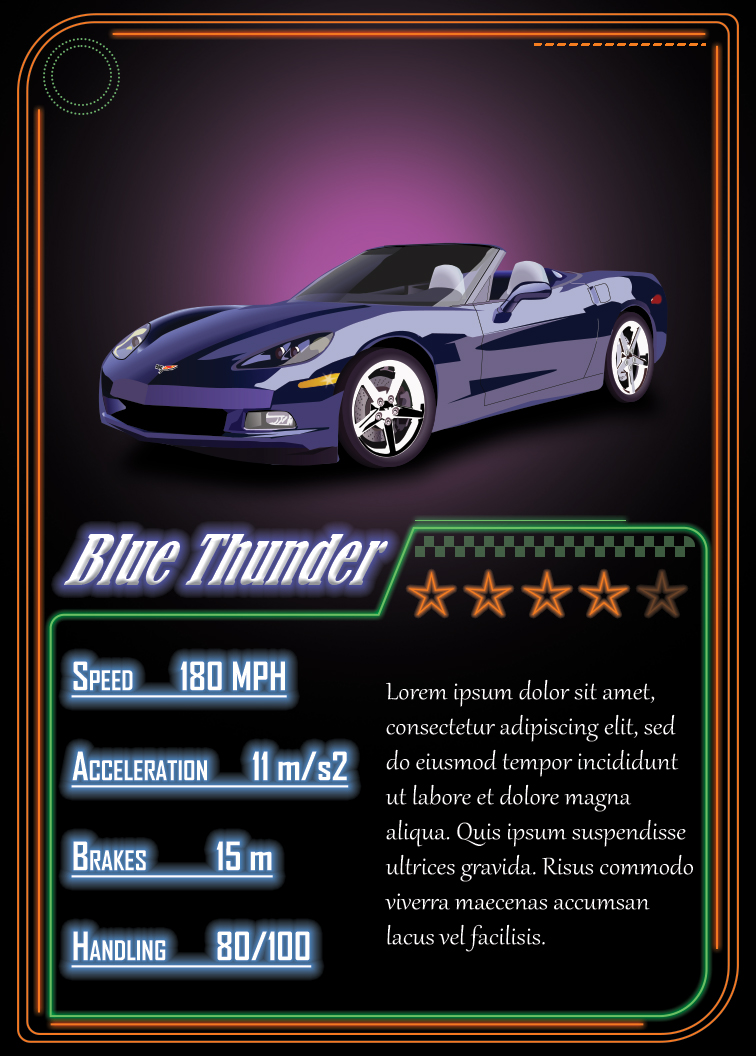 Blue Thunder
Speed 180 MPH
Acceleration 11 m/s2
Brakes 15 m
Handling 80/100
Lorem ipsum dolor sit amet,
consectetur adipiscing elit, sed
do eiusmod tempor incididunt
ut labore et dolore magna
aliqua. Quis ipsum suspendisse
ultrices gravida. Risus commodo
viverra maecenas accumsan
lacus vel facilisis.